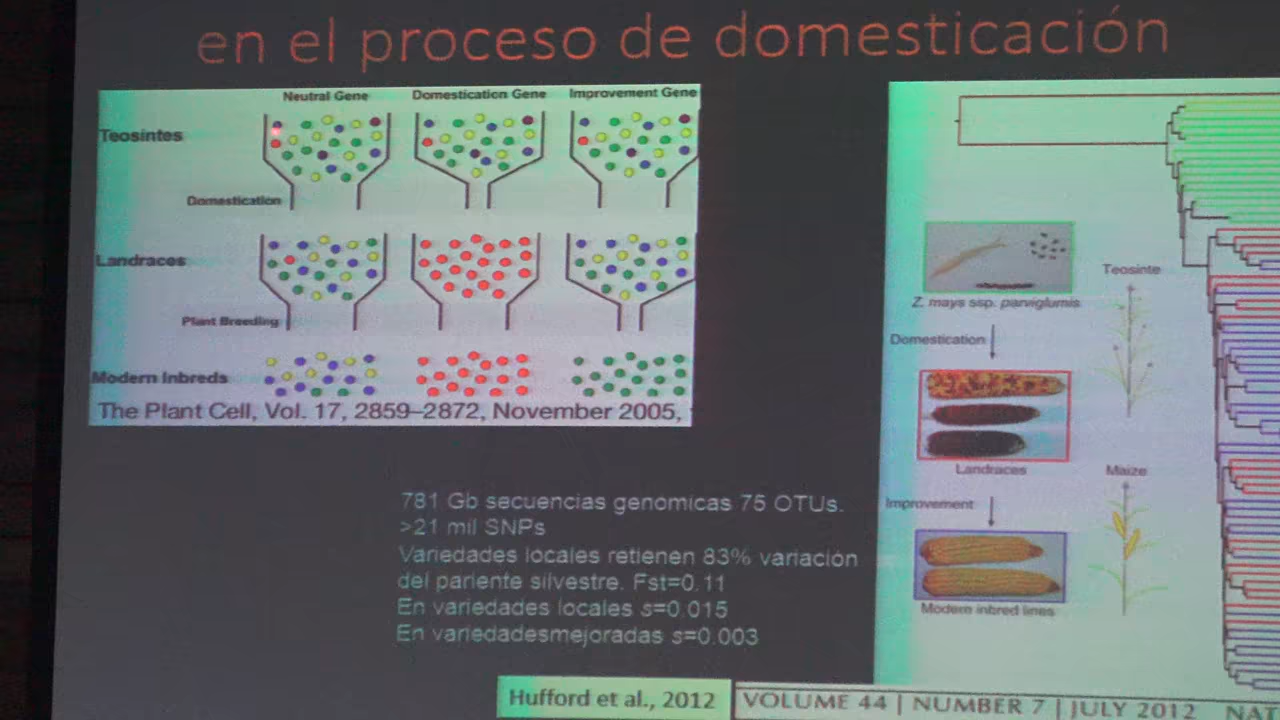 en el proceso de domesticación
Neutral Gene Domestication Gene Improvement Gene
Teosintes
Domestication
Landraces
Plant Breeding
Modern Inbreds
The Plant Cell, Vol. 17, 2859–2872, November 2005,
781 Gb secuencias genomicas 75 OTUs.
>21 mil SNPs
Variedades locales retienen 83% variación
del pariente silvestre. Fst=0.11
En variedades locales s=0.015
En variedadesmejoradas s=0.003
Teosinte
Z. mays ssp. parviglumis
Domestication
Landraces
Maize
Improvement
Modern inbred lines
Hufford et al., 2012
VOLUME 44 | NUMBER 7 | JULY 2012 NAT